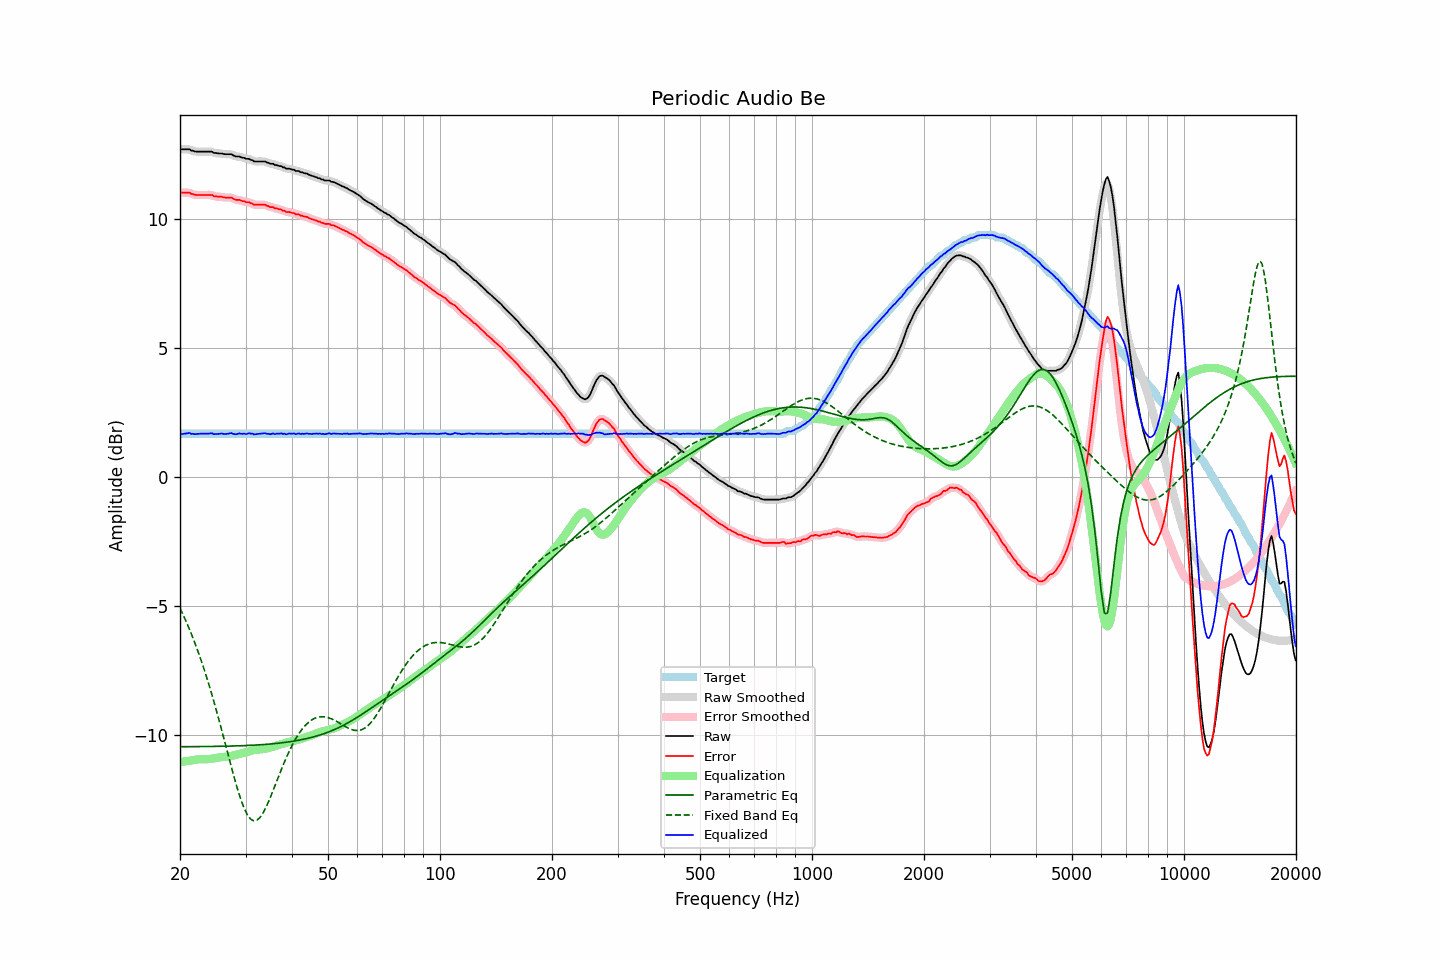 Periodic Audio Be
Amplitude (dBr)
10
5
0
−5
−10
Target
Raw Smoothed
Error Smoothed
Raw
Error
Equalization
Parametric Eq
Fixed Band Eq
Equalized
20 50 100 200 500 1000 2000 5000 10000 20000
Frequency (Hz)